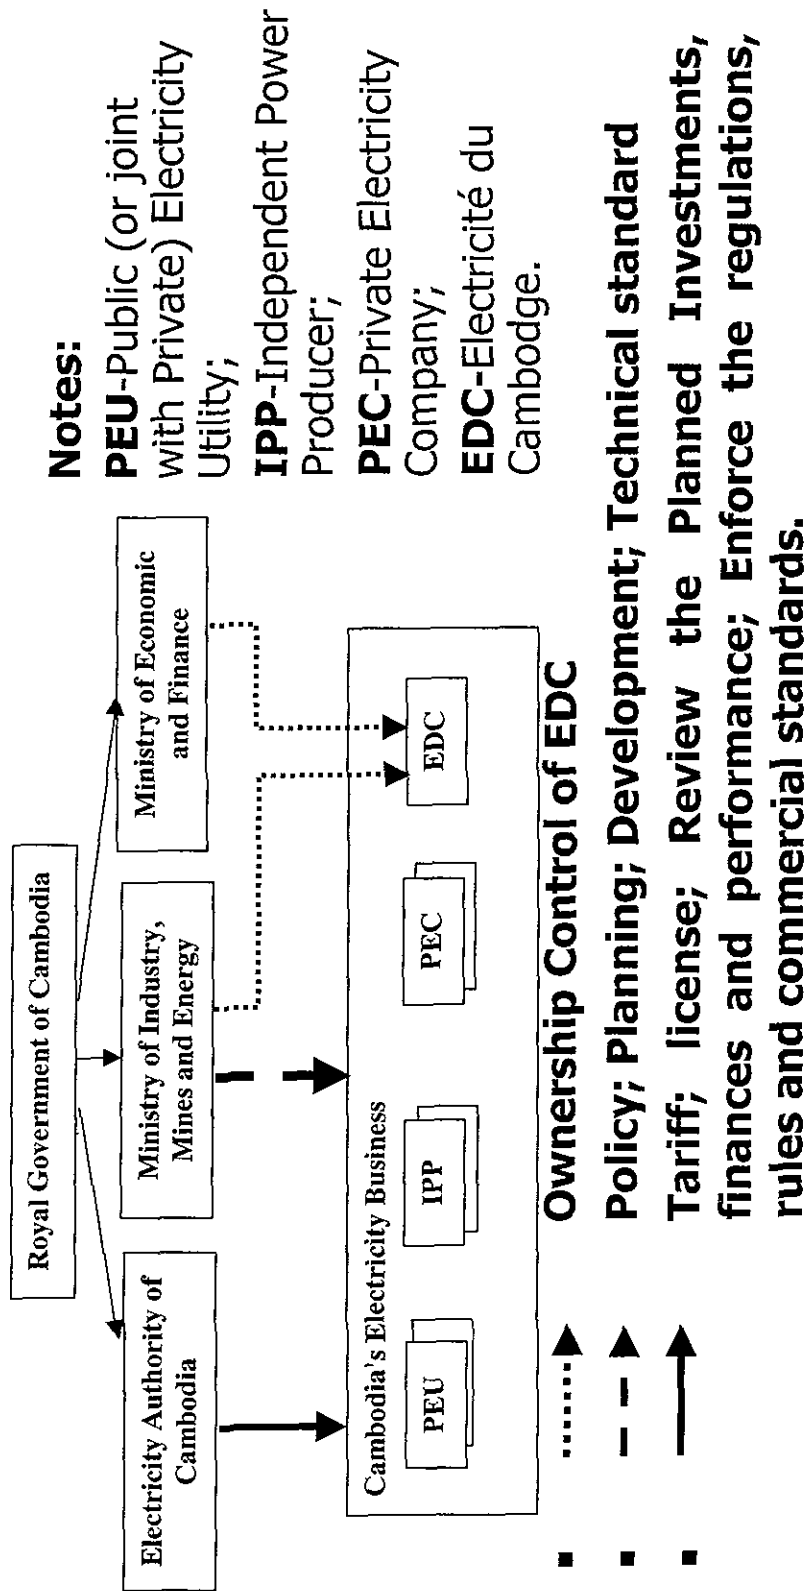 Royal Government of Cambodia
Electricity Authority of
Cambodia
Ministry of Industry,
Mines and Energy
Ministry of Economic
and Finance
Cambodia's Electricity Business
PEU
IPP
PEC
EDC
Notes:
PEU-Public (or joint
with Private) Electricity
Utility;
IPP-Independent Power
Producer;
PEC-Private Electricity
Company;
EDC-Electricité du
Cambodge.
Ownership Control of EDC
Policy; Planning; Development; Technical standard
Tariff; license; Review the Planned Investments,
finances and performance; Enforce the regulations,
rules and commercial standards.